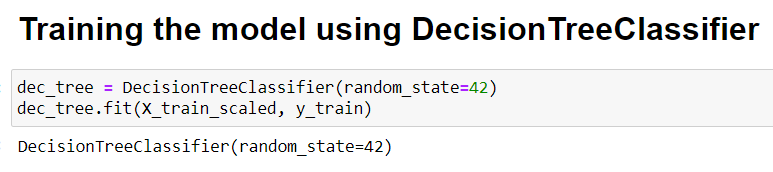 Training the model using DecisionTreeClassifier
dec_tree = DecisionTreeClassifier(random_state=42)
dec_tree.fit(X_train_scaled, y_train)
DecisionTreeClassifier(random_state=42)